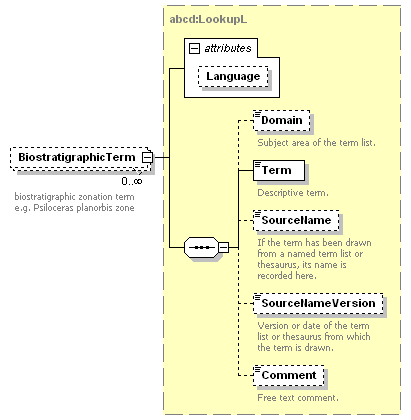 abcd:LookupL
attributes
Language
BiostratigraphicTerm
0..∞
biostratigraphic zonation term
e.g. Psiloceras planorbis zone
Domain
Subject area of the term list.
Term
Descriptive term.
SourceName
If the term has been drawn
from a named term list or
thesaurus, its name is
recorded here.
SourceNameVersion
Version or date of the term
list or thesaurus from which
the term is drawn.
Comment
Free text comment.